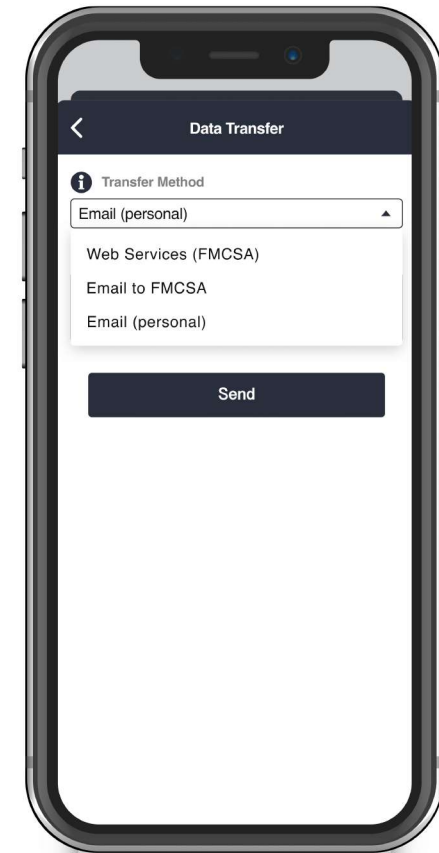 Data Transfer
Transfer Method
Email (personal)
Web Services (FMCSA)
Email to FMCSA
Email (personal)
Send